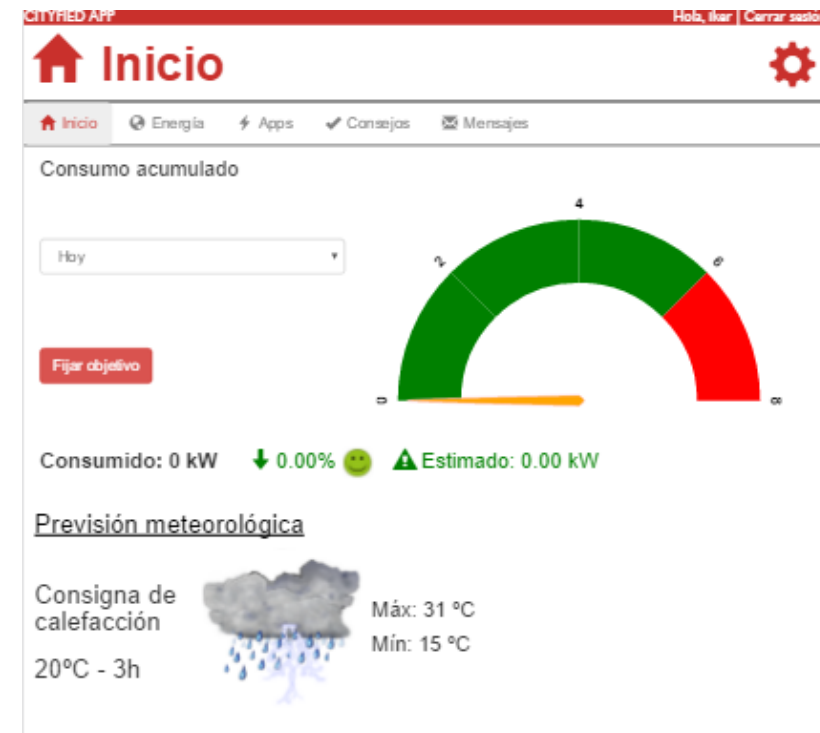 CITYFIED APP
Hola, iker | Cerrar sesió
Inicio
Inicio Energía Apps Consejos Mensajes
Consumo acumulado
Hoy
Fijar objetivo
0 2 4 6 8
Consumido: 0 kW 0.00% Estimado: 0.00 kW
Previsión meteorológica
Consigna de
calefacción
20ºC - 3h
Máx: 31 ºC
Mín: 15 ºC